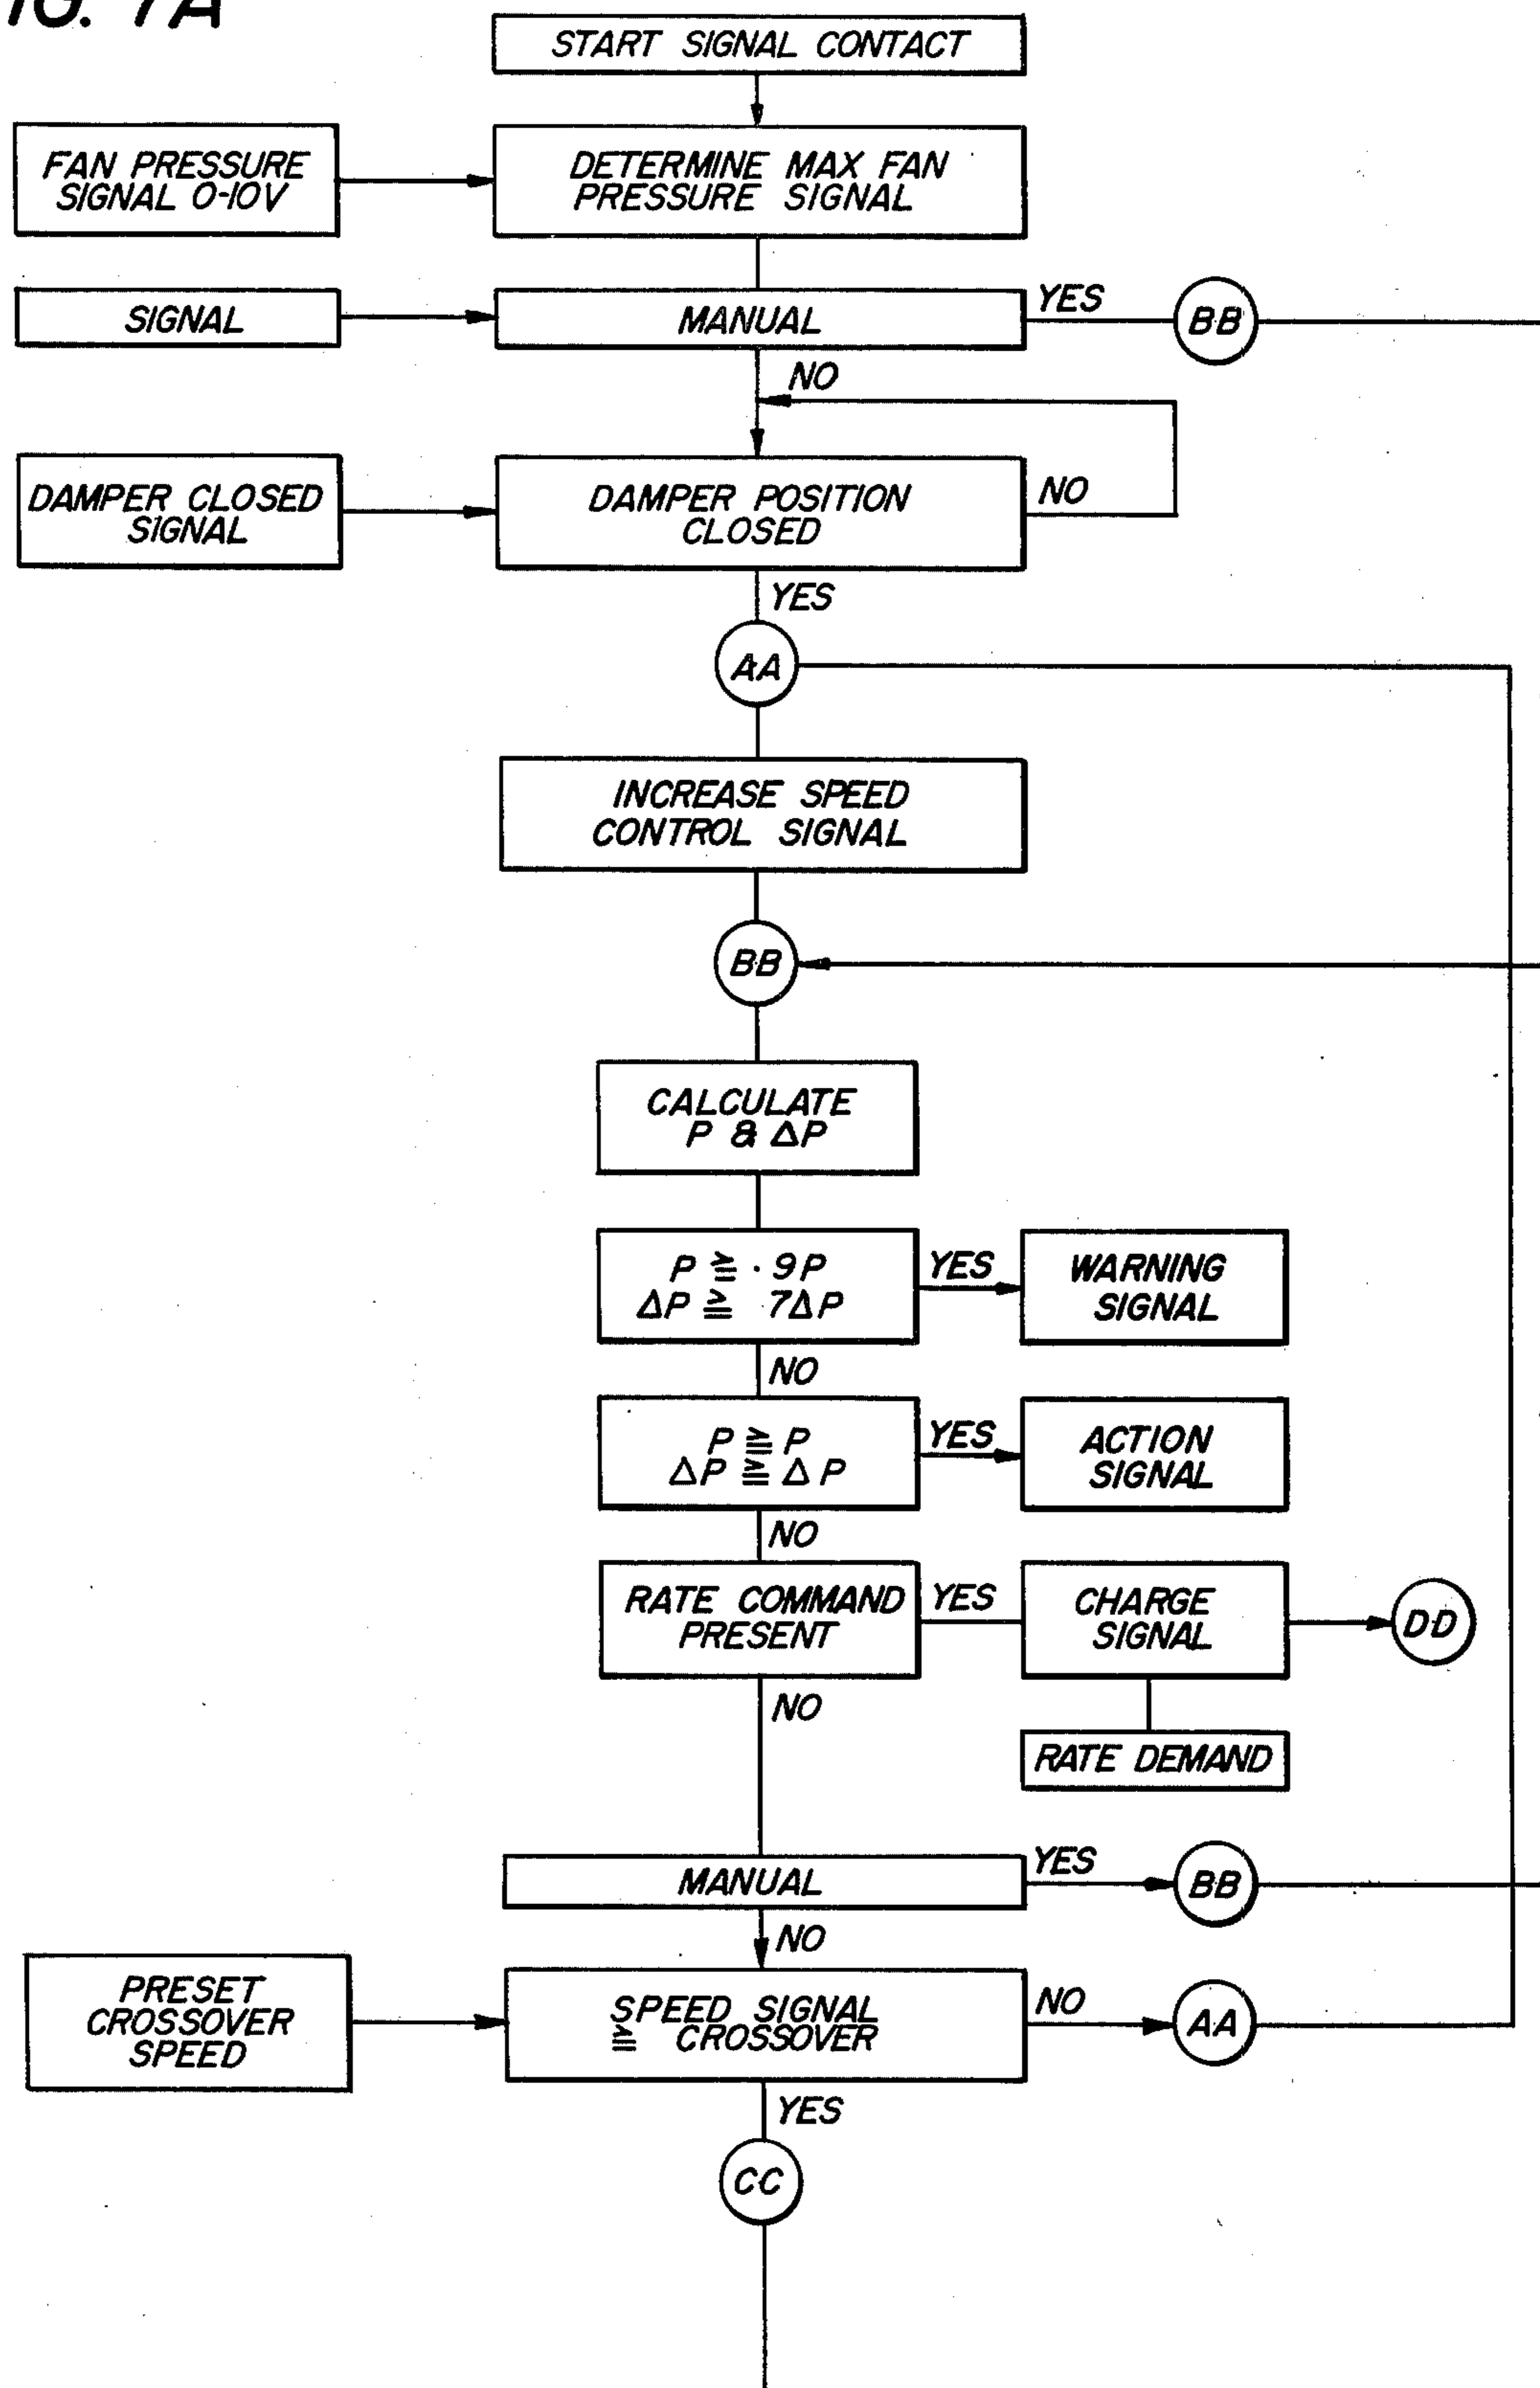 FIG. 7A
START SIGNAL CONTACT
FAN PRESSURE
SIGNAL 0-10V
DETERMINE MAX FAN
PRESSURE SIGNAL
SIGNAL
MANUAL
YES
BB
NO
DAMPER CLOSED
SIGNAL
DAMPER POSITION
CLOSED
NO
YES
AA
INCREASE SPEED
CONTROL SIGNAL
BB
CALCULATE
P & ΔP
P ≧ .9P
ΔP ≧ 7ΔP
YES
WARNING
SIGNAL
NO
P ≧ P
ΔP ≧ ΔP
YES
ACTION
SIGNAL
NO
RATE COMMAND
PRESENT
YES
CHARGE
SIGNAL
DD
NO
RATE DEMAND
MANUAL
YES
BB
NO
PRESET
CROSSOVER
SPEED
SPEED SIGNAL
≧ CROSSOVER
NO
AA
YES
CC